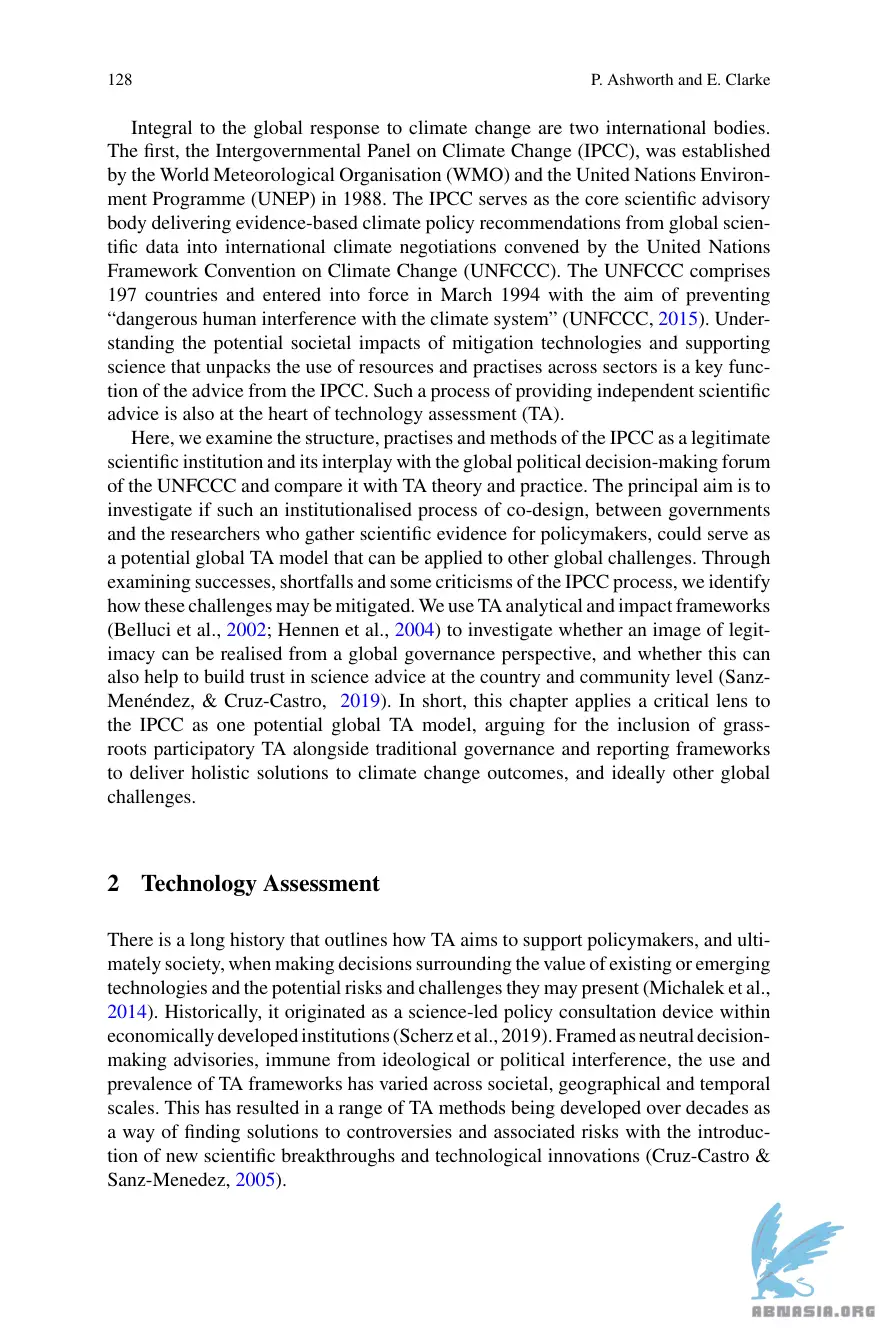 128
P. Ashworth and E. Clarke
Integral to the global response to climate change are two international bodies.
The first, the Intergovernmental Panel on Climate Change (IPCC), was established
by the World Meteorological Organisation (WMO) and the United Nations Environ-
ment Programme (UNEP) in 1988. The IPCC serves as the core scientific advisory
body delivering evidence-based climate policy recommendations from global scien-
tific data into international climate negotiations convened by the United Nations
Framework Convention on Climate Change (UNFCCC). The UNFCCC comprises
197 countries and entered into force in March 1994 with the aim of preventing
“dangerous human interference with the climate system” (UNFCCC, 2015). Under-
standing the potential societal impacts of mitigation technologies and supporting
science that unpacks the use of resources and practises across sectors is a key func-
tion of the advice from the IPCC. Such a process of providing independent scientific
advice is also at the heart of technology assessment (TA).
Here, we examine the structure, practises and methods of the IPCC as a legitimate
scientific institution and its interplay with the global political decision-making forum
of the UNFCCC and compare it with TA theory and practice. The principal aim is to
investigate if such an institutionalised process of co-design, between governments
and the researchers who gather scientific evidence for policymakers, could serve as
a potential global TA model that can be applied to other global challenges. Through
examining successes, shortfalls and some criticisms of the IPCC process, we identify
how these challenges may be mitigated. We use TA analytical and impact frameworks
(Belluci et al., 2002; Hennen et al., 2004) to investigate whether an image of legit-
imacy can be realised from a global governance perspective, and whether this can
also help to build trust in science advice at the country and community level (Sanz-
Menéndez, & Cruz-Castro, 2019). In short, this chapter applies a critical lens to
the IPCC as one potential global TA model, arguing for the inclusion of grass-
roots participatory TA alongside traditional governance and reporting frameworks
to deliver holistic solutions to climate change outcomes, and ideally other global
challenges.
2 Technology Assessment
There is a long history that outlines how TA aims to support policymakers, and ulti-
mately society, when making decisions surrounding the value of existing or emerging
technologies and the potential risks and challenges they may present (Michalek et al.,
2014). Historically, it originated as a science-led policy consultation device within
economically developed institutions (Scherz et al., 2019). Framed as neutral decision-
making advisories, immune from ideological or political interference, the use and
prevalence of TA frameworks has varied across societal, geographical and temporal
scales. This has resulted in a range of TA methods being developed over decades as
a way of finding solutions to controversies and associated risks with the introduc-
tion of new scientific breakthroughs and technological innovations (Cruz-Castro &
Sanz-Menedez, 2005).
ABNASIA.ORG